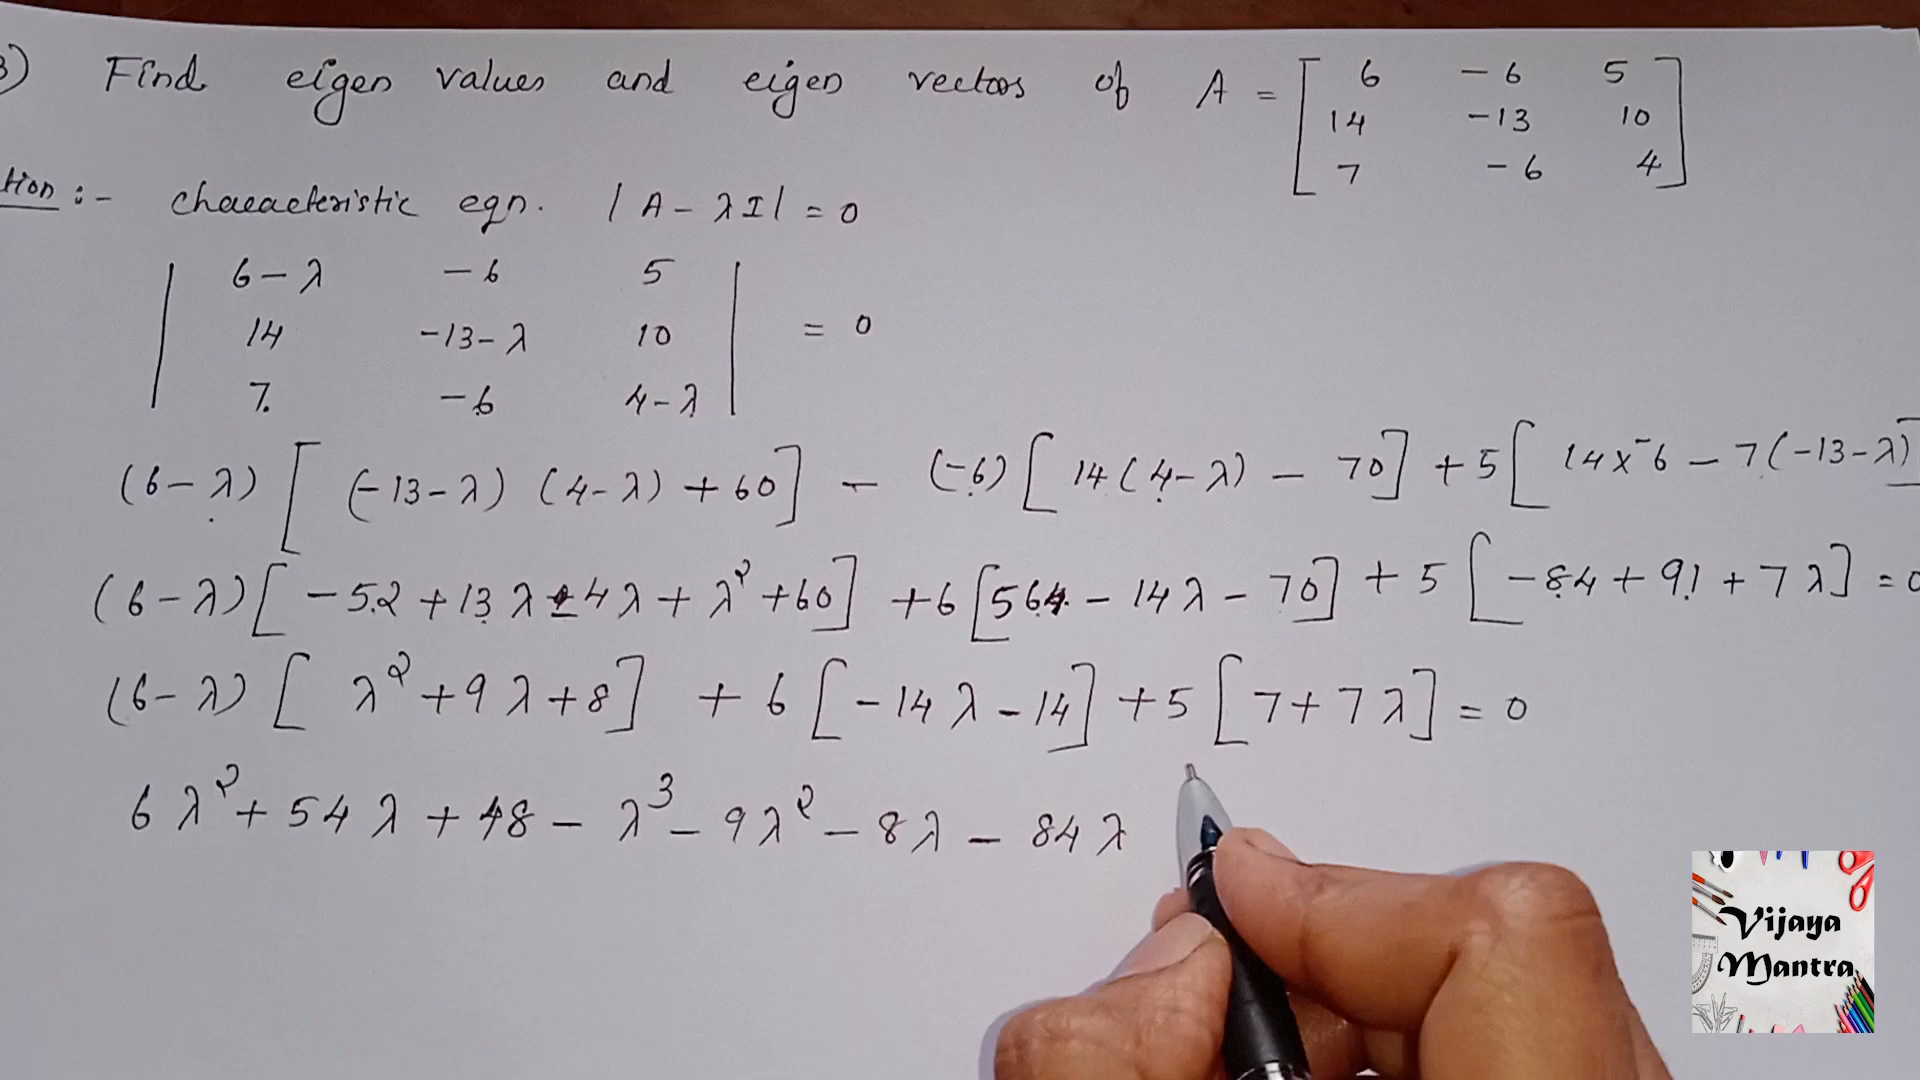 3) Find eigen values and eigen vectors of A = [ 6 -6 5
14 -13 10
7 -6 4 ]
tion :- characteristic eqn. |A - λI| = 0
| 6-λ -6 5 |
| 14 -13-λ 10 | = 0
| 7 -6 4-λ |
(6-λ) [ (-13-λ) (4-λ) + 60 ] - (-6) [ 14(4-λ) - 70 ] + 5 [ 14x-6 - 7(-13-λ) ]
(6-λ) [ -52 + 13λ - 4λ + λ² + 60 ] + 6 [ 56 - 14λ - 70 ] + 5 [ -84 + 91 + 7λ ] = 0
(6-λ) [ λ² + 9λ + 8 ] + 6 [ -14λ - 14 ] + 5 [ 7 + 7λ ] = 0
6λ² + 54λ + 48 - λ³ - 9λ² - 8λ - 84λ
Vijaya
Mantra